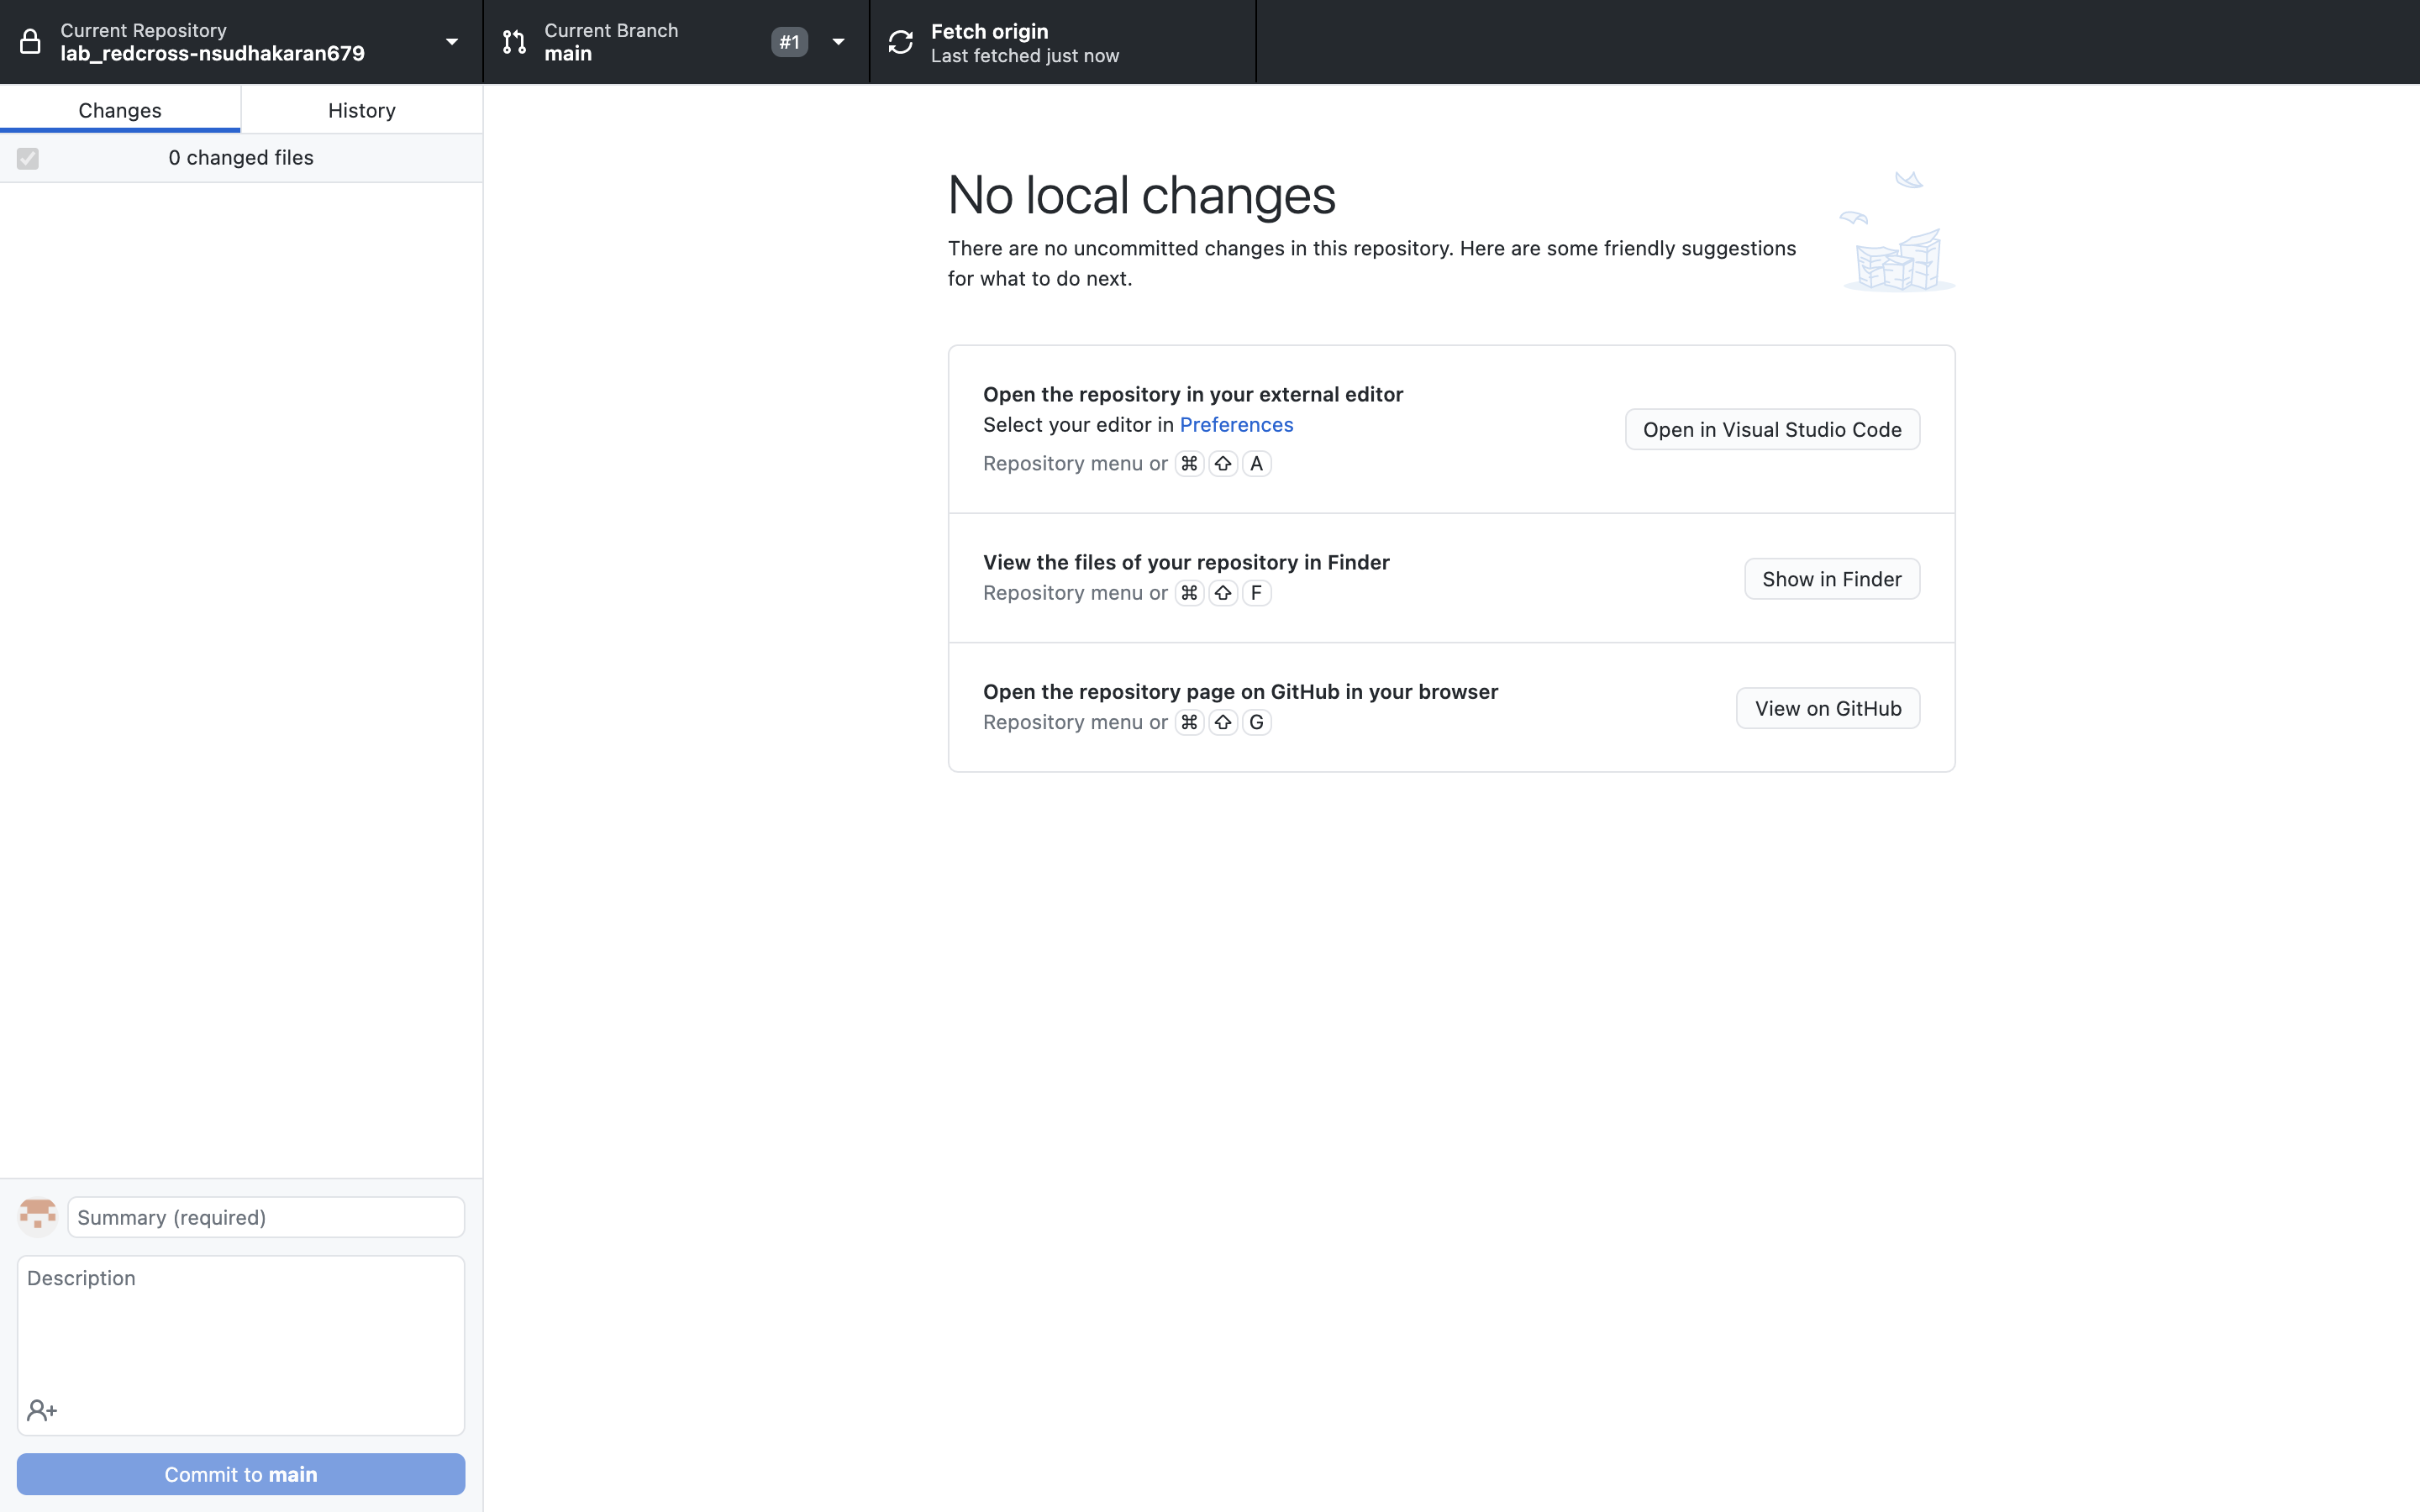 Current Repository
lab_redcross-nsudhakaran679
Current Branch
main
#1
Fetch origin
Last fetched just now
Changes
History
0 changed files
No local changes
There are no uncommitted changes in this repository. Here are some friendly suggestions
for what to do next.
Open the repository in your external editor
Select your editor in Preferences
Repository menu or ⌘ ⇧ A
Open in Visual Studio Code
View the files of your repository in Finder
Repository menu or ⌘ ⇧ F
Show in Finder
Open the repository page on GitHub in your browser
Repository menu or ⌘ ⇧ G
View on GitHub
Summary (required)
Description
Commit to main